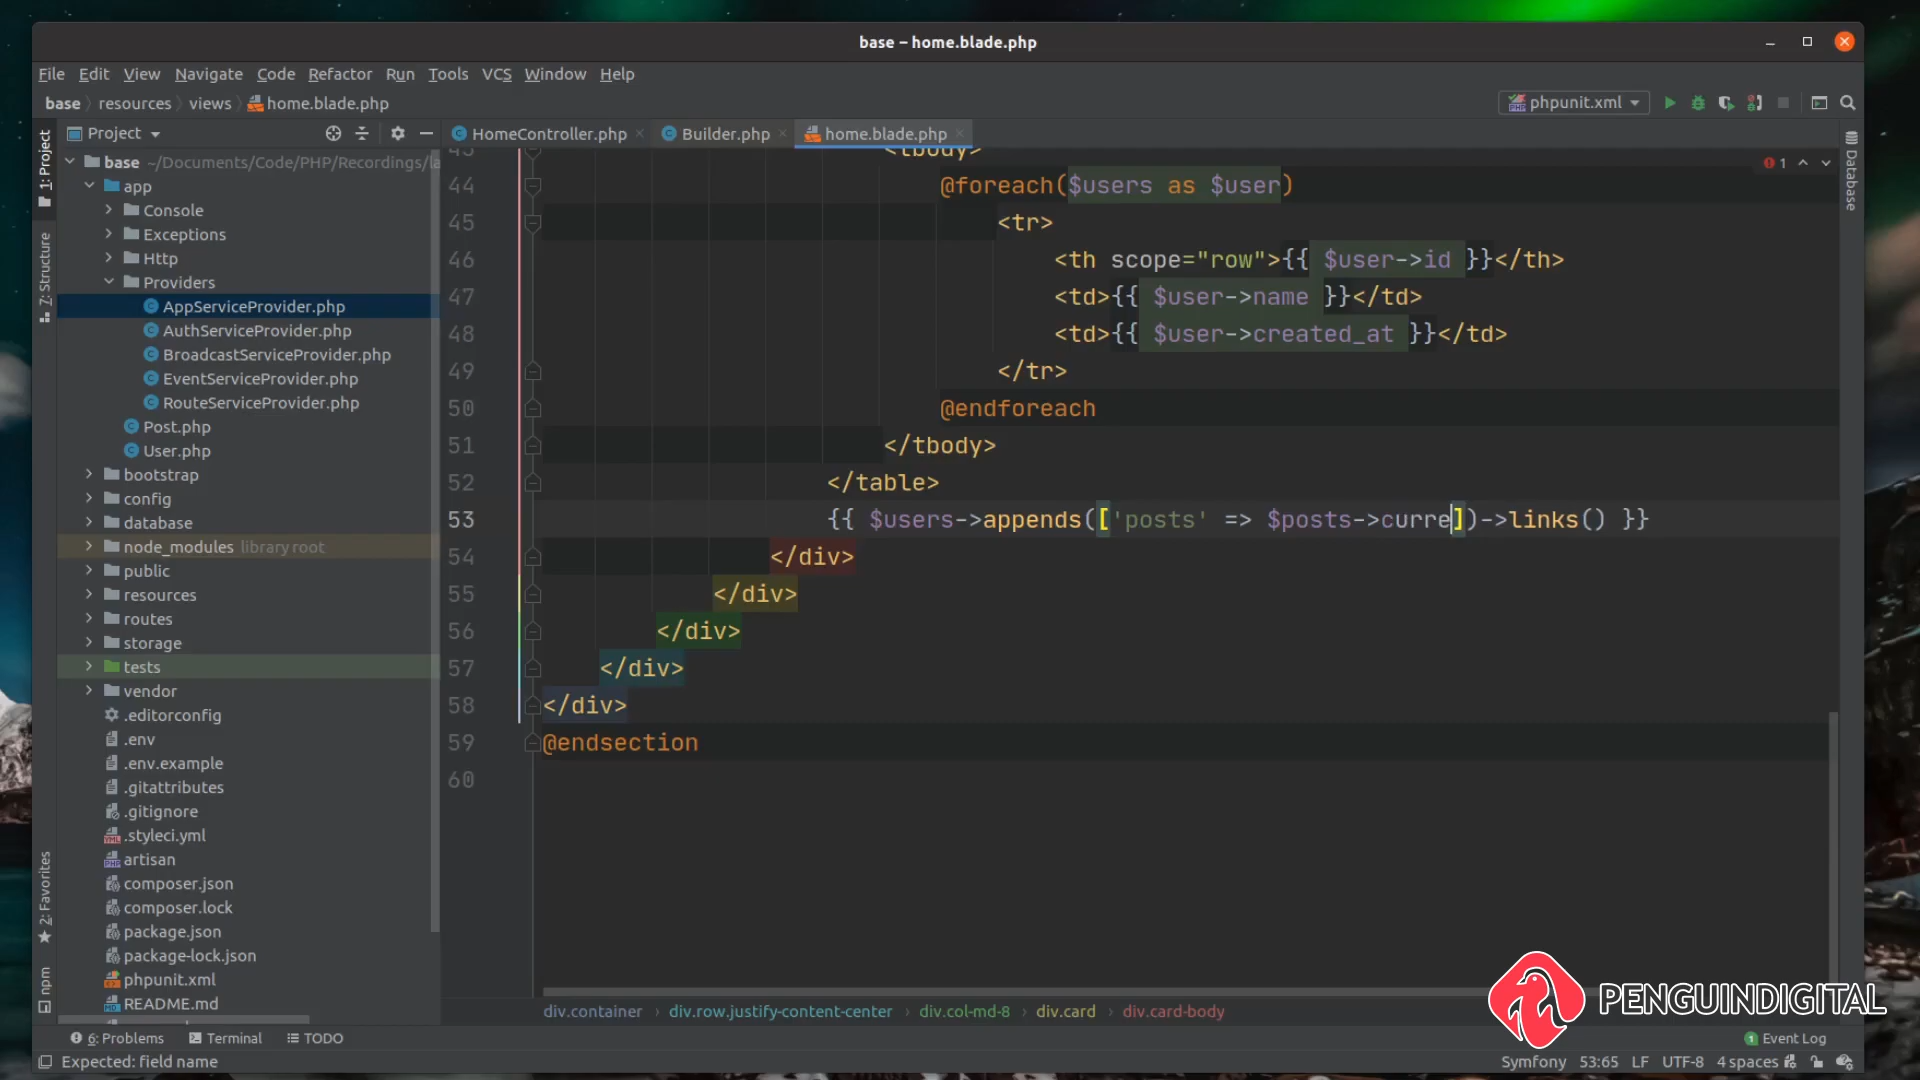 base – home.blade.php
File Edit View Navigate Code Refactor Run Tools VCS Window Help
base resources views home.blade.php
phpunit.xml
1: Project
7: Structure
2: Favorites
npm
Project
base ~/Documents/Code/PHP/Recordings/la
app
Console
Exceptions
Http
Providers
AppServiceProvider.php
AuthServiceProvider.php
BroadcastServiceProvider.php
EventServiceProvider.php
RouteServiceProvider.php
Post.php
User.php
bootstrap
config
database
node_modules library root
public
resources
routes
storage
tests
vendor
.editorconfig
.env
.env.example
.gitattributes
.gitignore
.styleci.yml
artisan
composer.json
composer.lock
package.json
package-lock.json
phpunit.xml
README.md
HomeController.php Builder.php home.blade.php
1
Database
43 <tbody>
44 @foreach($users as $user)
45 <tr>
46 <th scope="row">{{ $user->id }}</th>
47 <td>{{ $user->name }}</td>
48 <td>{{ $user->created_at }}</td>
49 </tr>
50 @endforeach
51 </tbody>
52 </table>
53 {{ $users->appends(['posts' => $posts->curre])->links() }}
54 </div>
55 </div>
56 </div>
57 </div>
58 </div>
59 @endsection
60
div.container › div.row.justify-content-center › div.col-md-8 › div.card › div.card-body
PENGUINDIGITAL
6: Problems Terminal TODO
1 Event Log
Expected: field name
Symfony 53:65 LF UTF-8 4 spaces